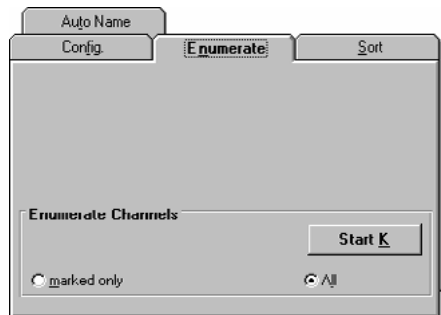 Auto Name
Config. Enumerate Sort
Enumerate Channels
Start K
marked only All